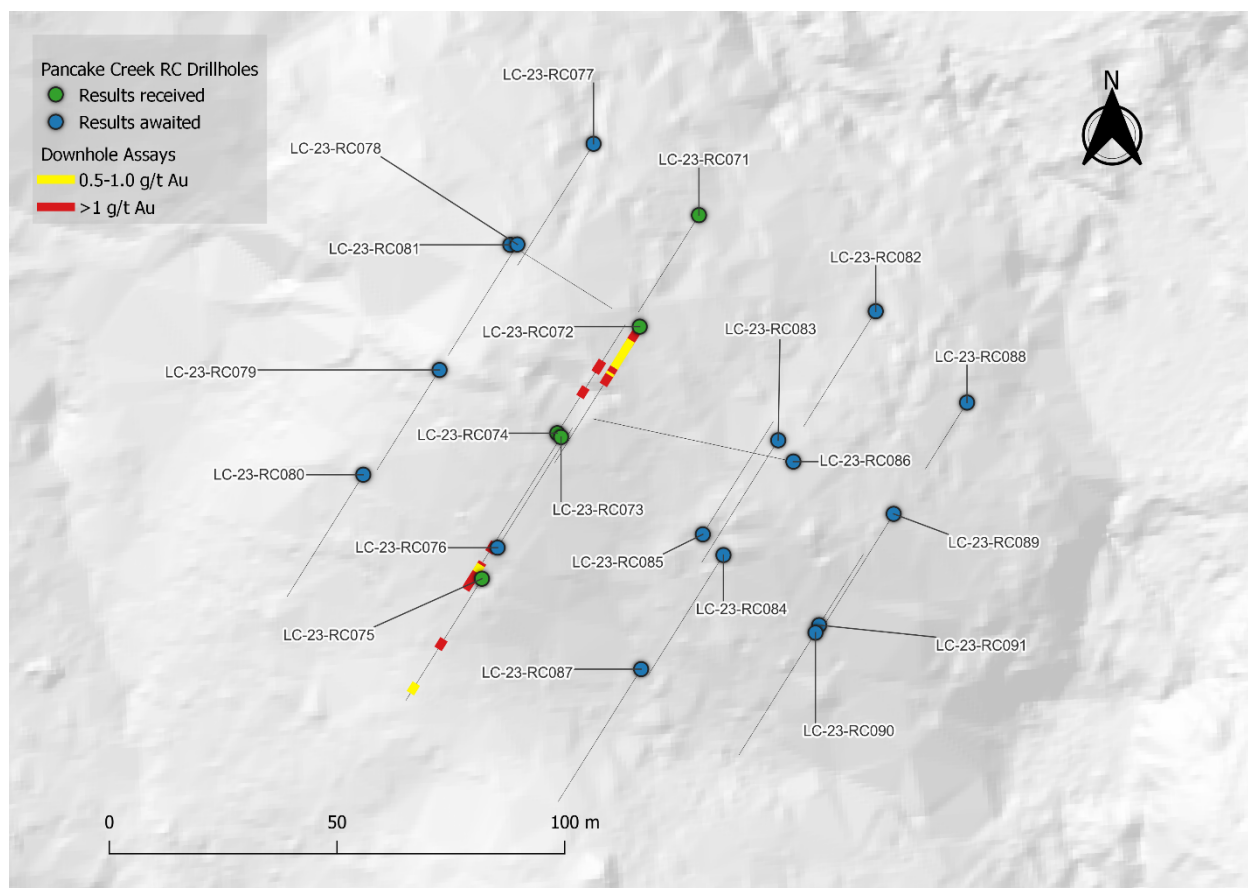 Pancake Creek RC Drillholes
Results received
Results awaited
Downhole Assays
0.5-1.0 g/t Au
>1 g/t Au
N
LC-23-RC077
LC-23-RC078
LC-23-RC071
LC-23-RC081
LC-23-RC082
LC-23-RC072
LC-23-RC083
LC-23-RC088
LC-23-RC079
LC-23-RC074
LC-23-RC086
LC-23-RC080
LC-23-RC073
LC-23-RC076
LC-23-RC085
LC-23-RC089
LC-23-RC084
LC-23-RC075
LC-23-RC091
LC-23-RC087
LC-23-RC090
0 50 100 m